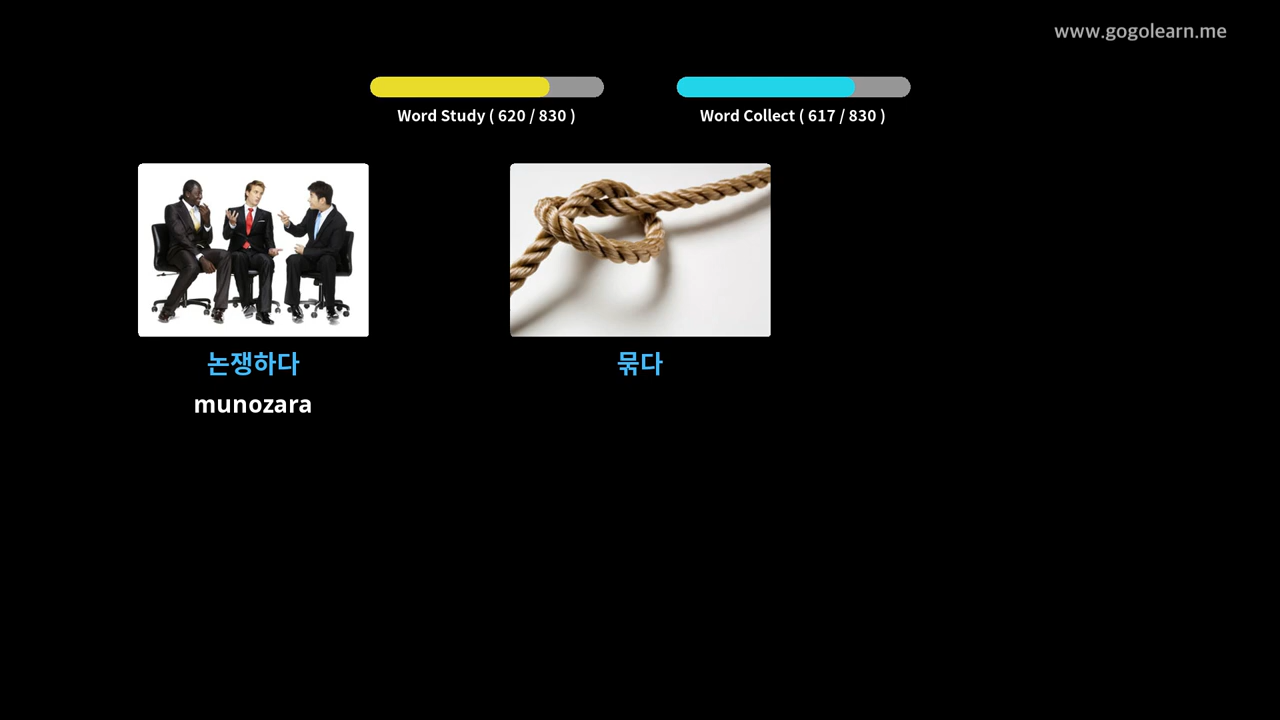 www.gogolearn.me
Word Study ( 620 / 830 )
Word Collect ( 617 / 830 )
논쟁하다
munozara
묶다